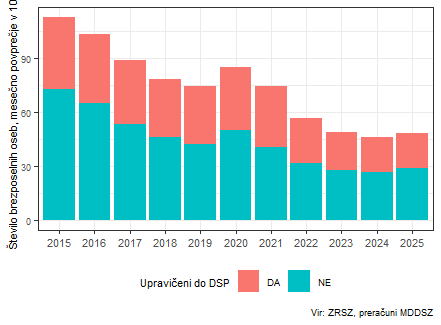 Število brezposelnih oseb, mesečno povprečje v 10
90
60
30
0
2015 2016 2017 2018 2019 2020 2021 2022 2023 2024 2025
Upravičeni do DSP DA NE
Vir: ZRSZ, preračuni MDDSZ